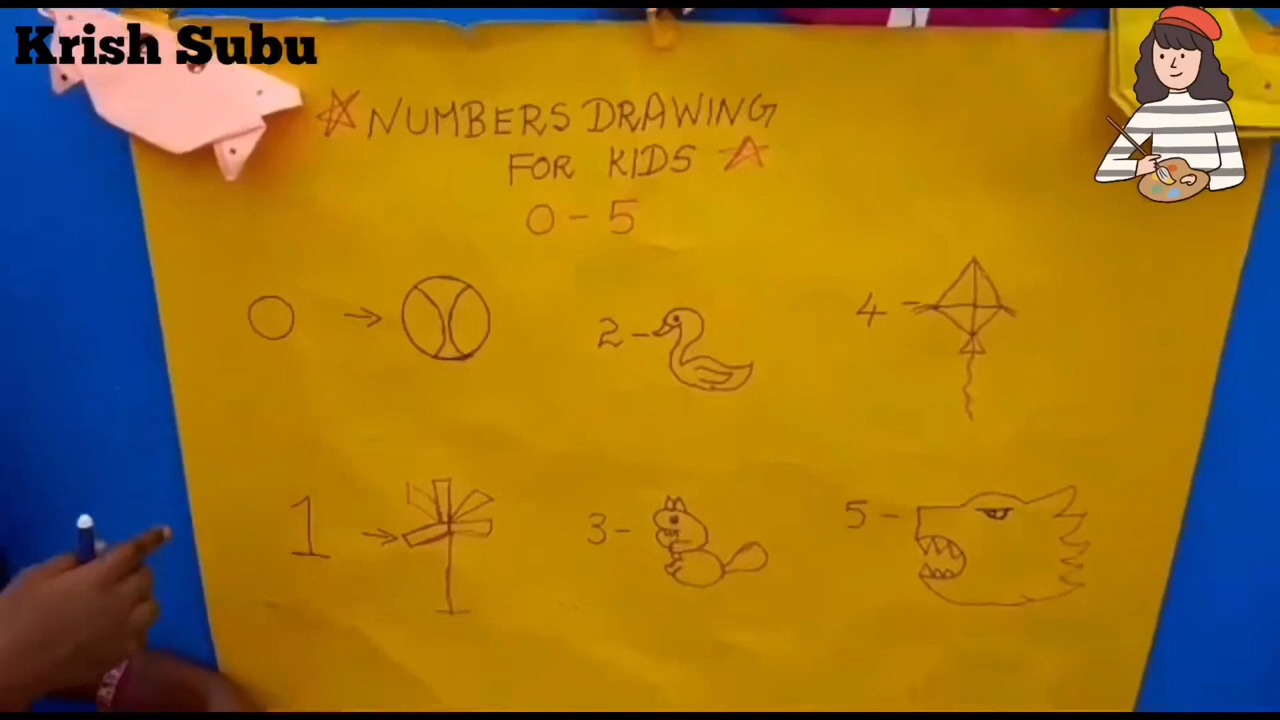 Krish Subu
NUMBERS DRAWING
FOR KIDS
0 - 5
0 →
2 -
4 -
1 →
3 -
5 -